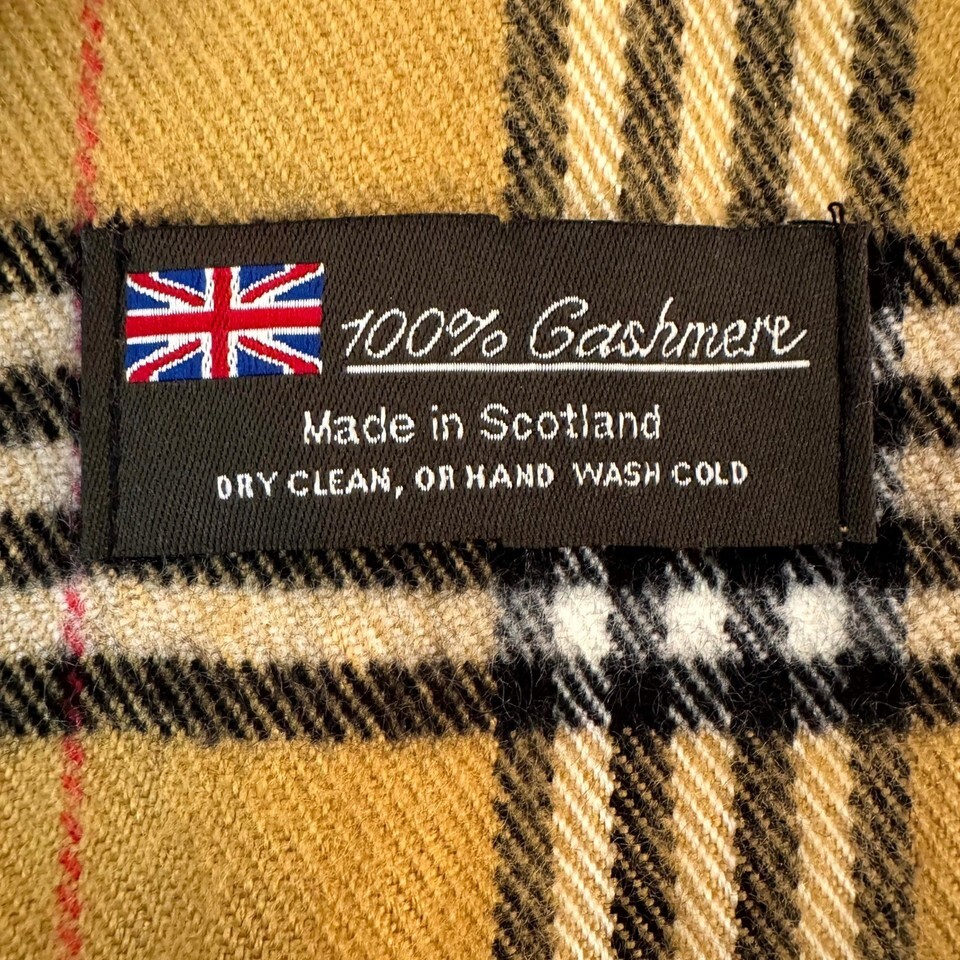 100% Cashmere
Made in Scotland
DRY CLEAN, OR HAND WASH COLD